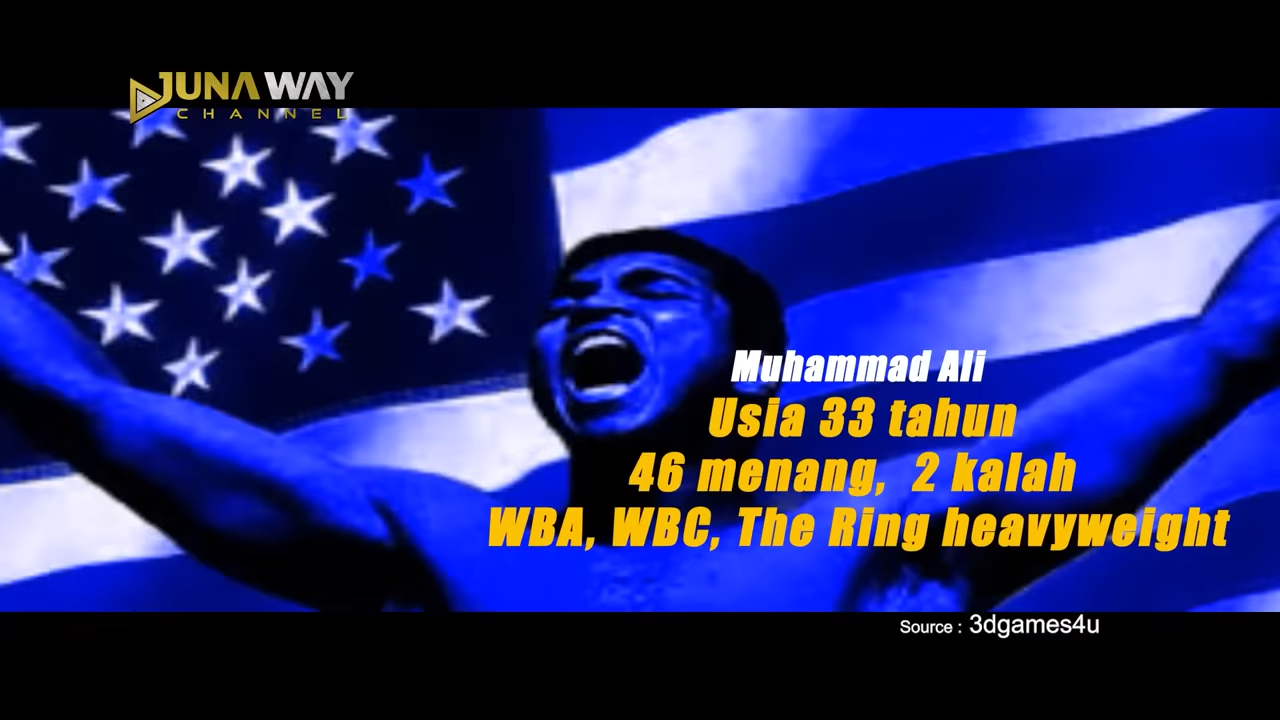 JUNA WAY
CHANNEL
Muhammad Ali
Usia 33 tahun
46 menang, 2 kalah
WBA, WBC, The Ring heavyweight
Source : 3dgames4u